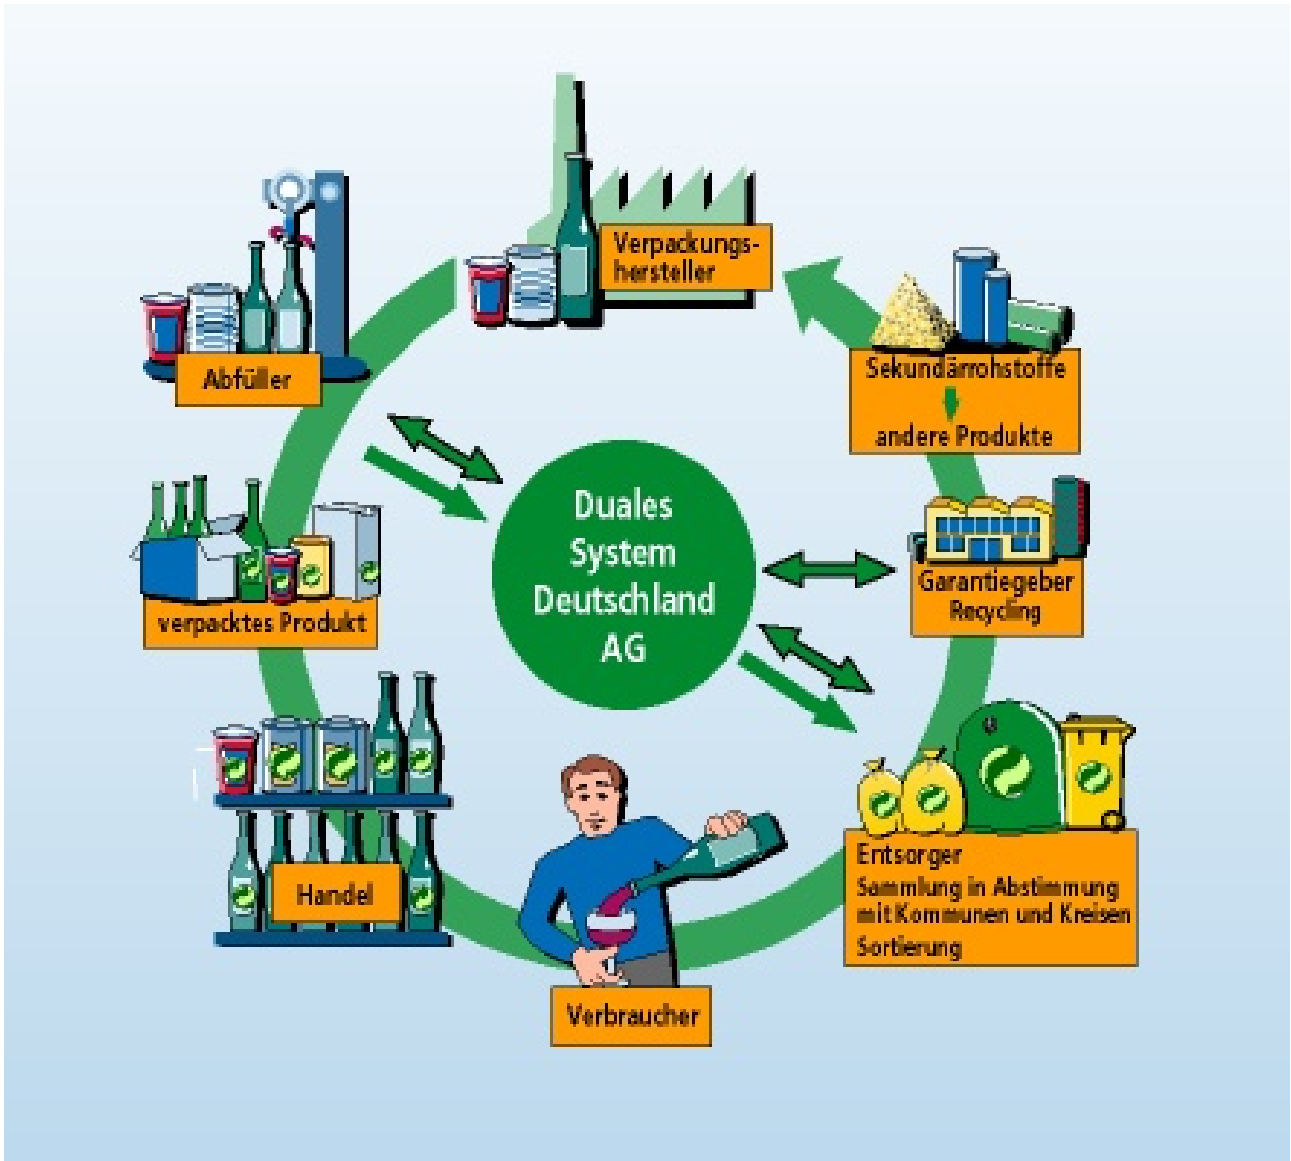 Verpackungs-
hersteller
Abfüller
Sekundärrohstoffe
andere Produkte
Duales
System
Deutschland
AG
Garantiegeber
Recycling
verpacktes Produkt
Handel
Entsorger
Sammlung in Abstimmung
mit Kommunen und Kreisen
Sortierung
Verbraucher